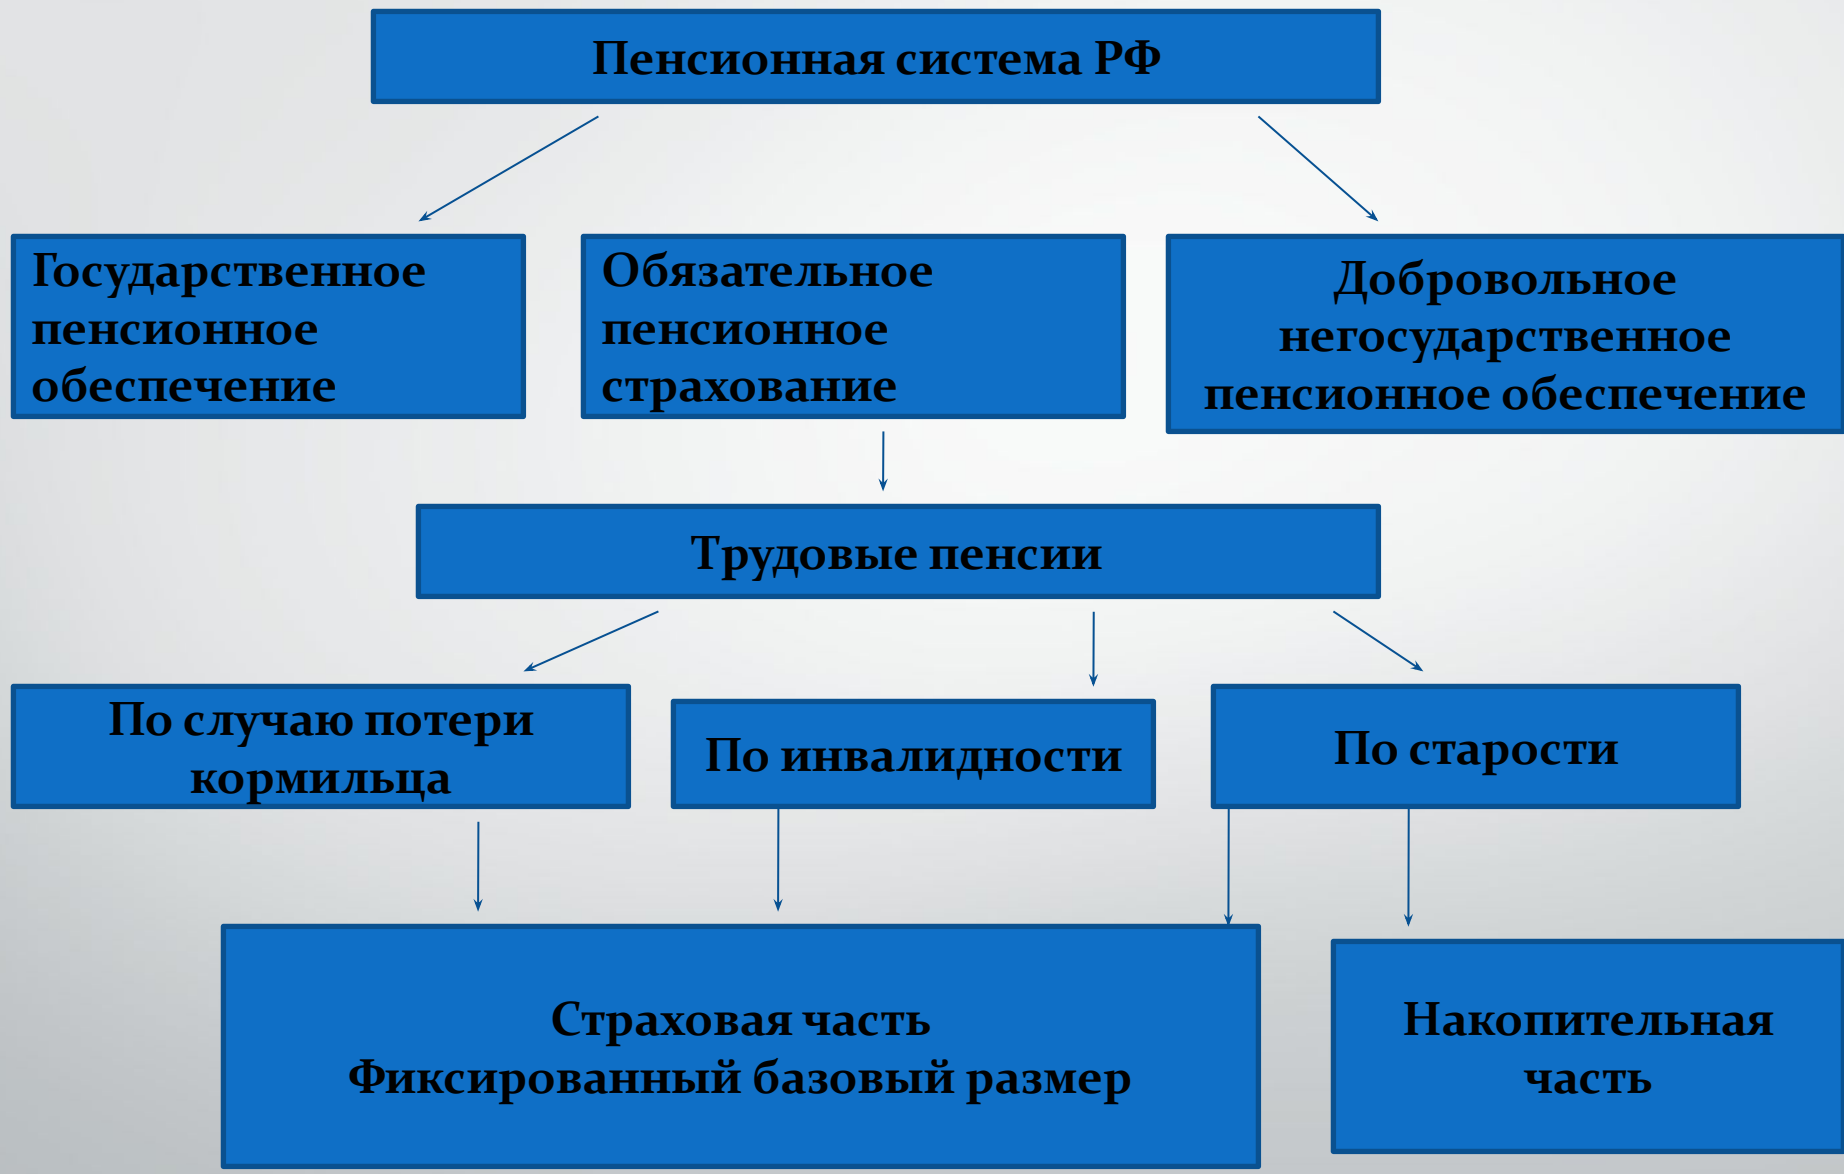 Пенсионная система РФ
Государственное
пенсионное
обеспечение
Обязательное
пенсионное
страхование
Добровольное
негосударственное
пенсионное обеспечение
Трудовые пенсии
По случаю потери
кормильца
По инвалидности
По старости
Страховая часть
Фиксированный базовый размер
Накопительная
часть